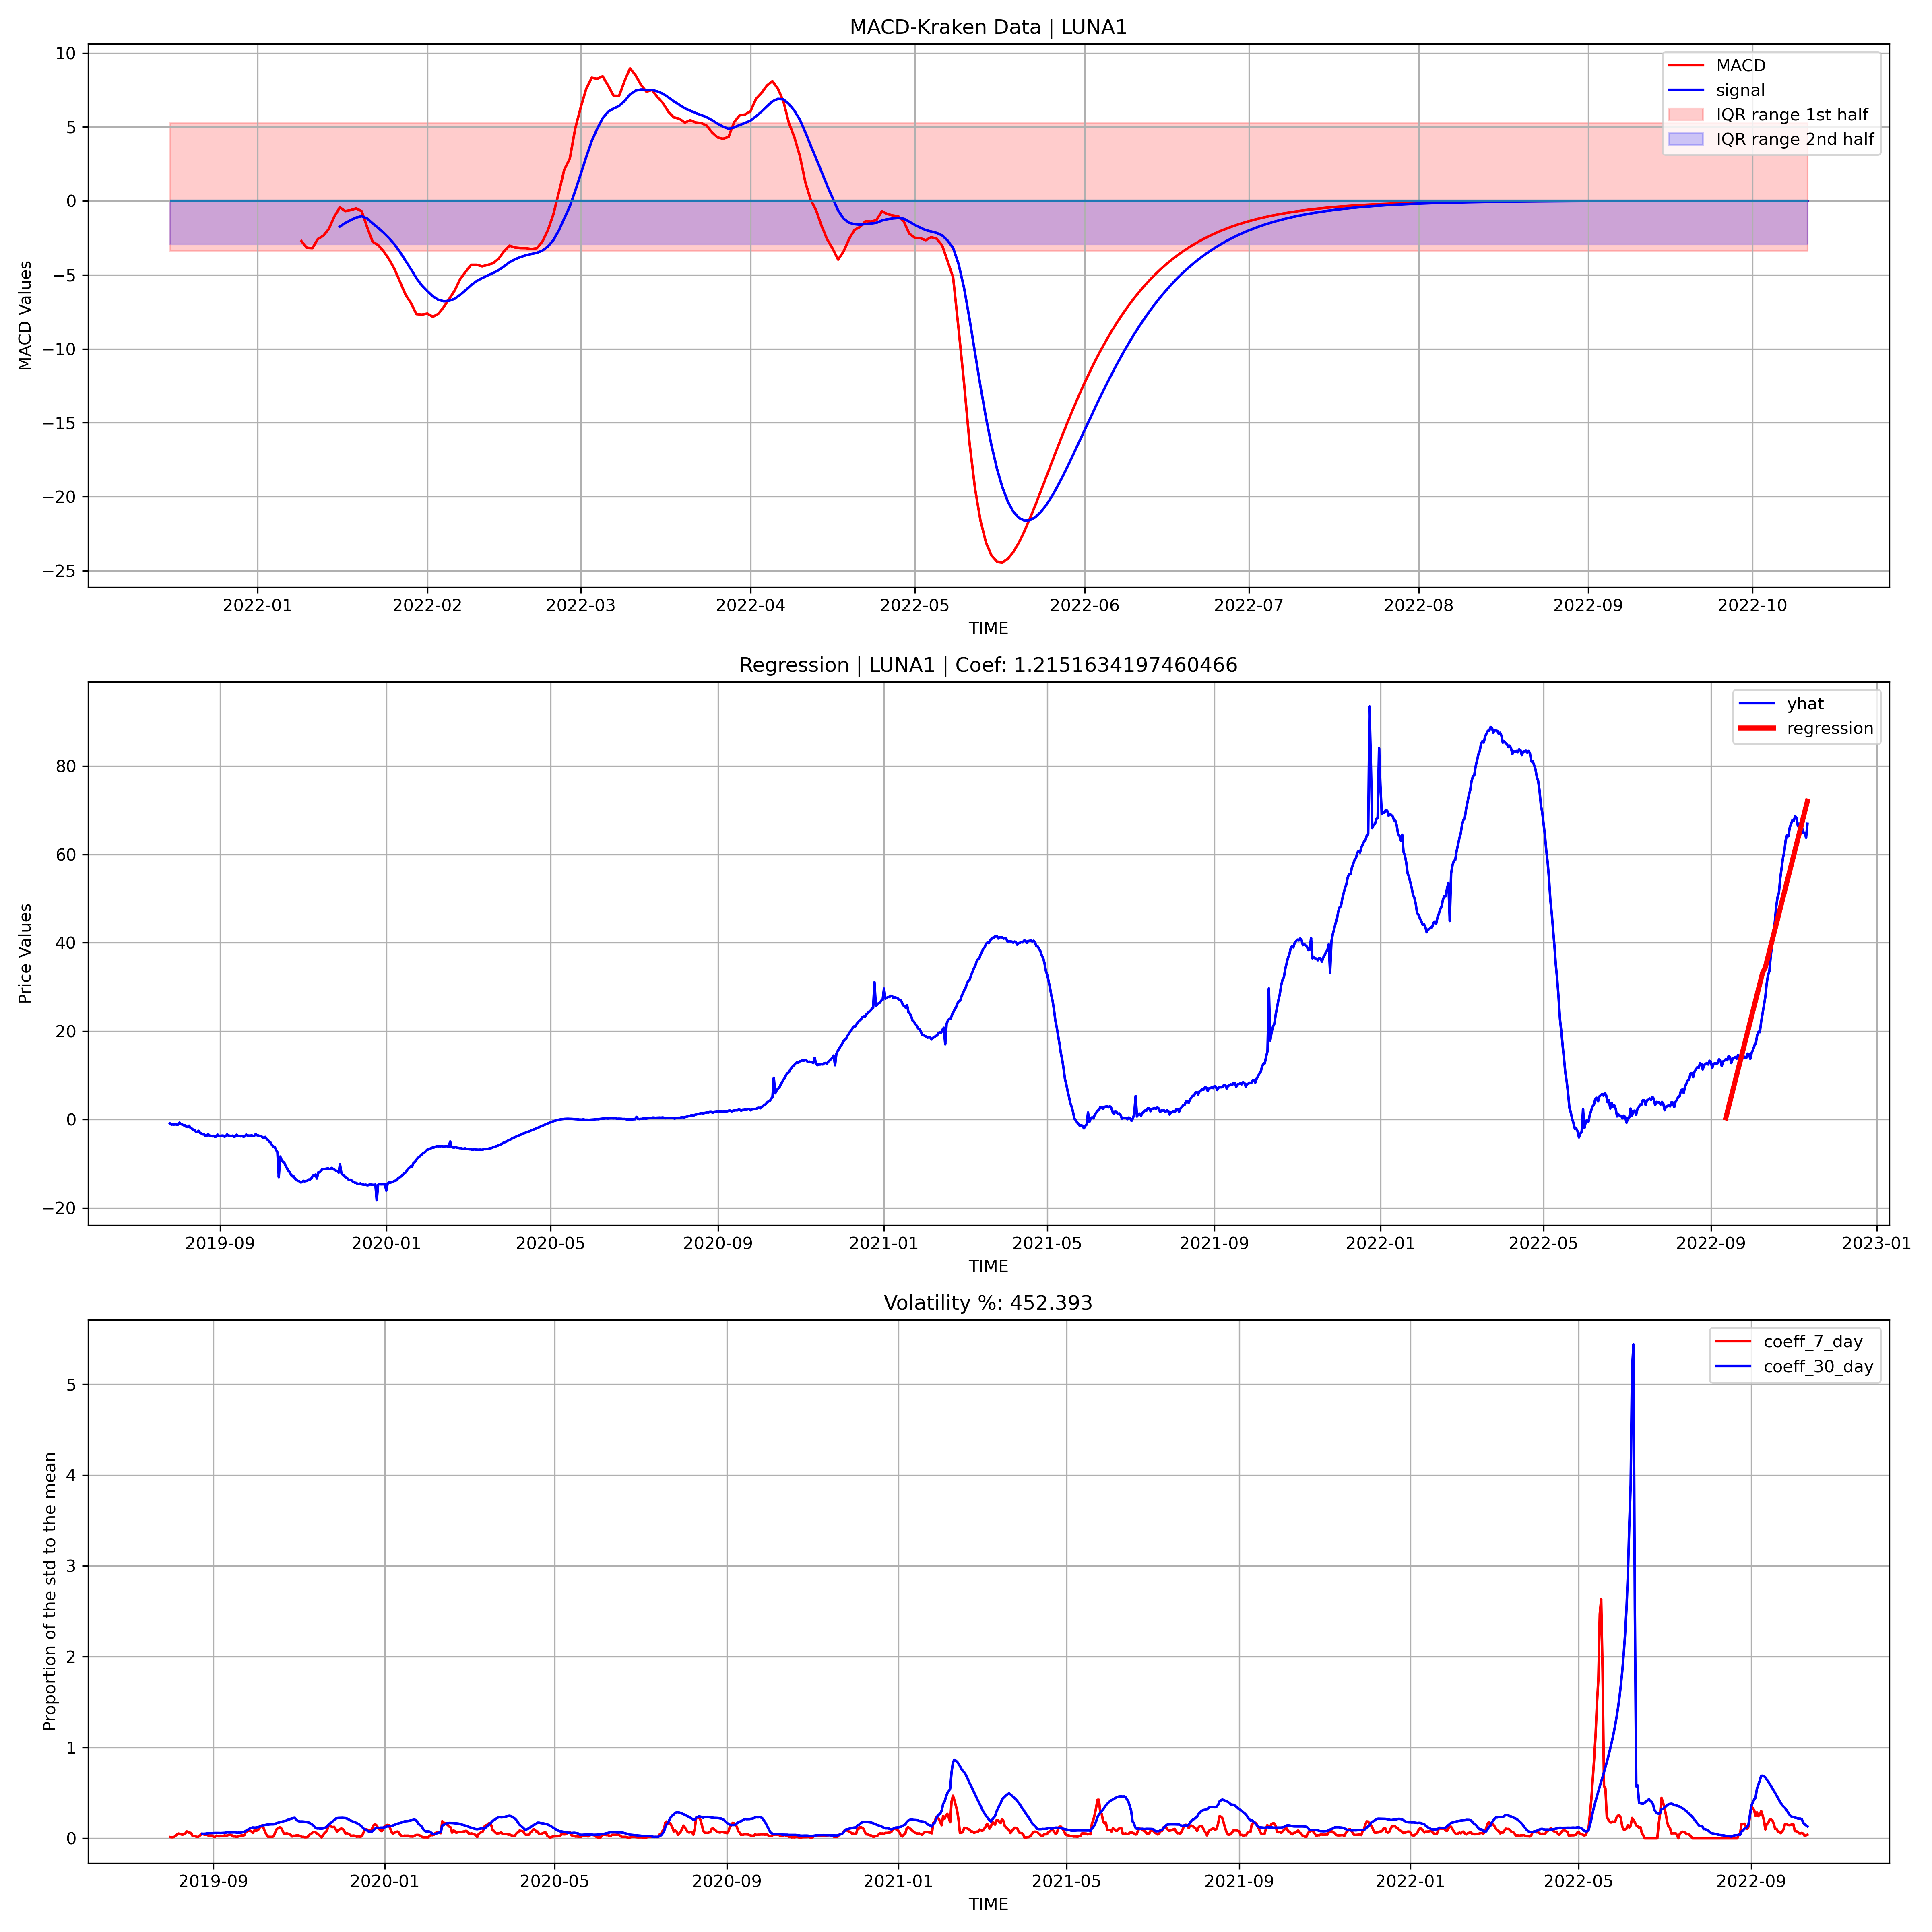 MACD-Kraken Data | LUNA1
MACD Values
10
5
0
−5
−10
−15
−20
−25
MACD
signal
IQR range 1st half
IQR range 2nd half
2022-01 2022-02 2022-03 2022-04 2022-05 2022-06 2022-07 2022-08 2022-09 2022-10
TIME
Regression | LUNA1 | Coef: 1.2151634197460466
Price Values
80
60
40
20
0
−20
yhat
regression
2019-09 2020-01 2020-05 2020-09 2021-01 2021-05 2021-09 2022-01 2022-05 2022-09 2023-01
TIME
Volatility %: 452.393
Proportion of the std to the mean
5
4
3
2
1
0
coeff_7_day
coeff_30_day
2019-09 2020-01 2020-05 2020-09 2021-01 2021-05 2021-09 2022-01 2022-05 2022-09
TIME